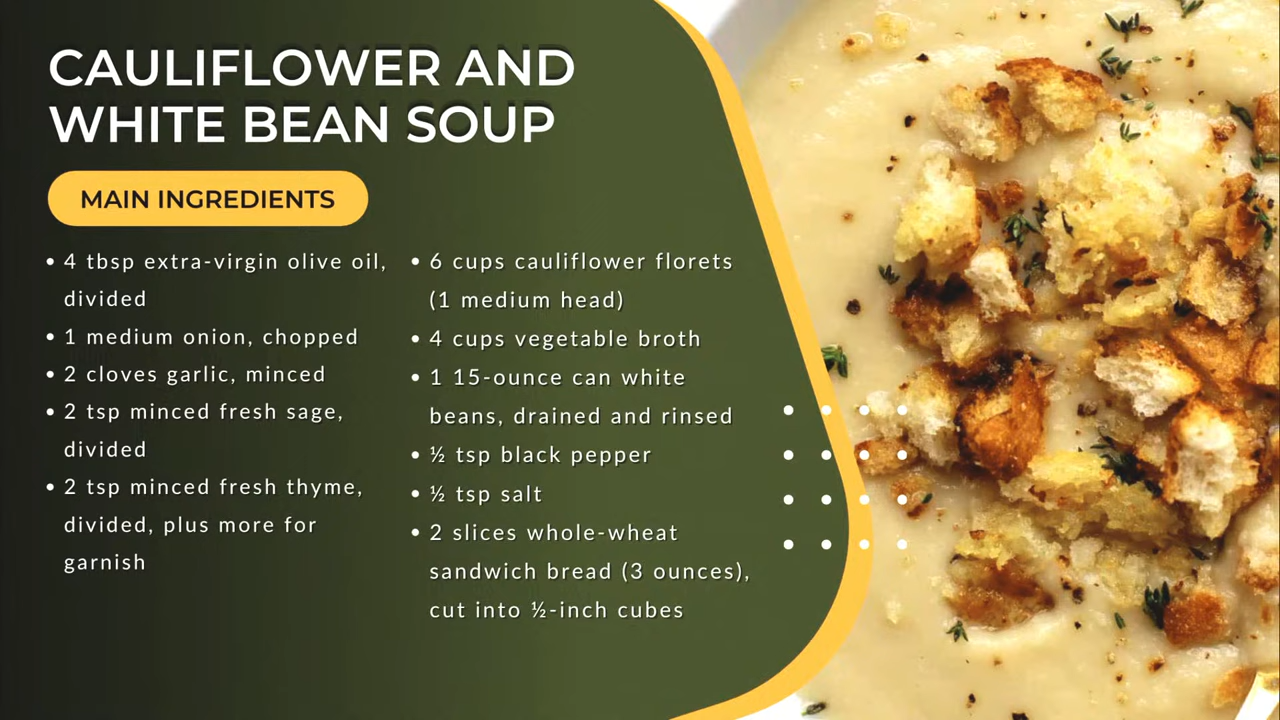 CAULIFLOWER AND
WHITE BEAN SOUP
MAIN INGREDIENTS
• 4 tbsp extra-virgin olive oil,
divided
• 1 medium onion, chopped
• 2 cloves garlic, minced
• 2 tsp minced fresh sage,
divided
• 2 tsp minced fresh thyme,
divided, plus more for
garnish
• 6 cups cauliflower florets
(1 medium head)
• 4 cups vegetable broth
• 1 15-ounce can white
beans, drained and rinsed
• ½ tsp black pepper
• ½ tsp salt
• 2 slices whole-wheat
sandwich bread (3 ounces),
cut into ½-inch cubes